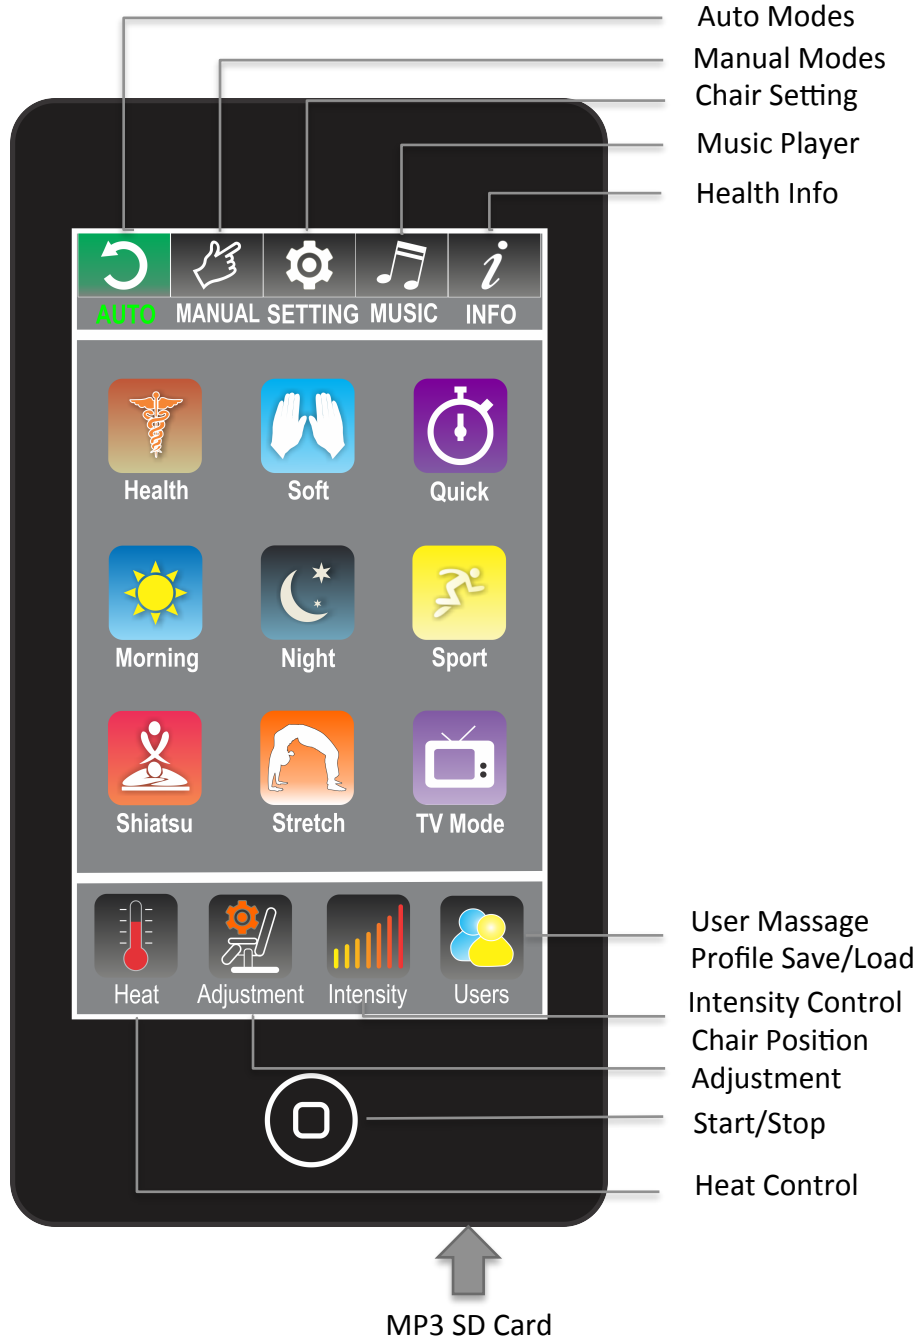 Auto Modes
Manual Modes
Chair Setting
Music Player
Health Info
AUTO MANUAL SETTING MUSIC INFO
Health Soft Quick
Morning Night Sport
Shiatsu Stretch TV Mode
Heat Adjustment Intensity Users
User Massage
Profile Save/Load
Intensity Control
Chair Position
Adjustment
Start/Stop
Heat Control
MP3 SD Card